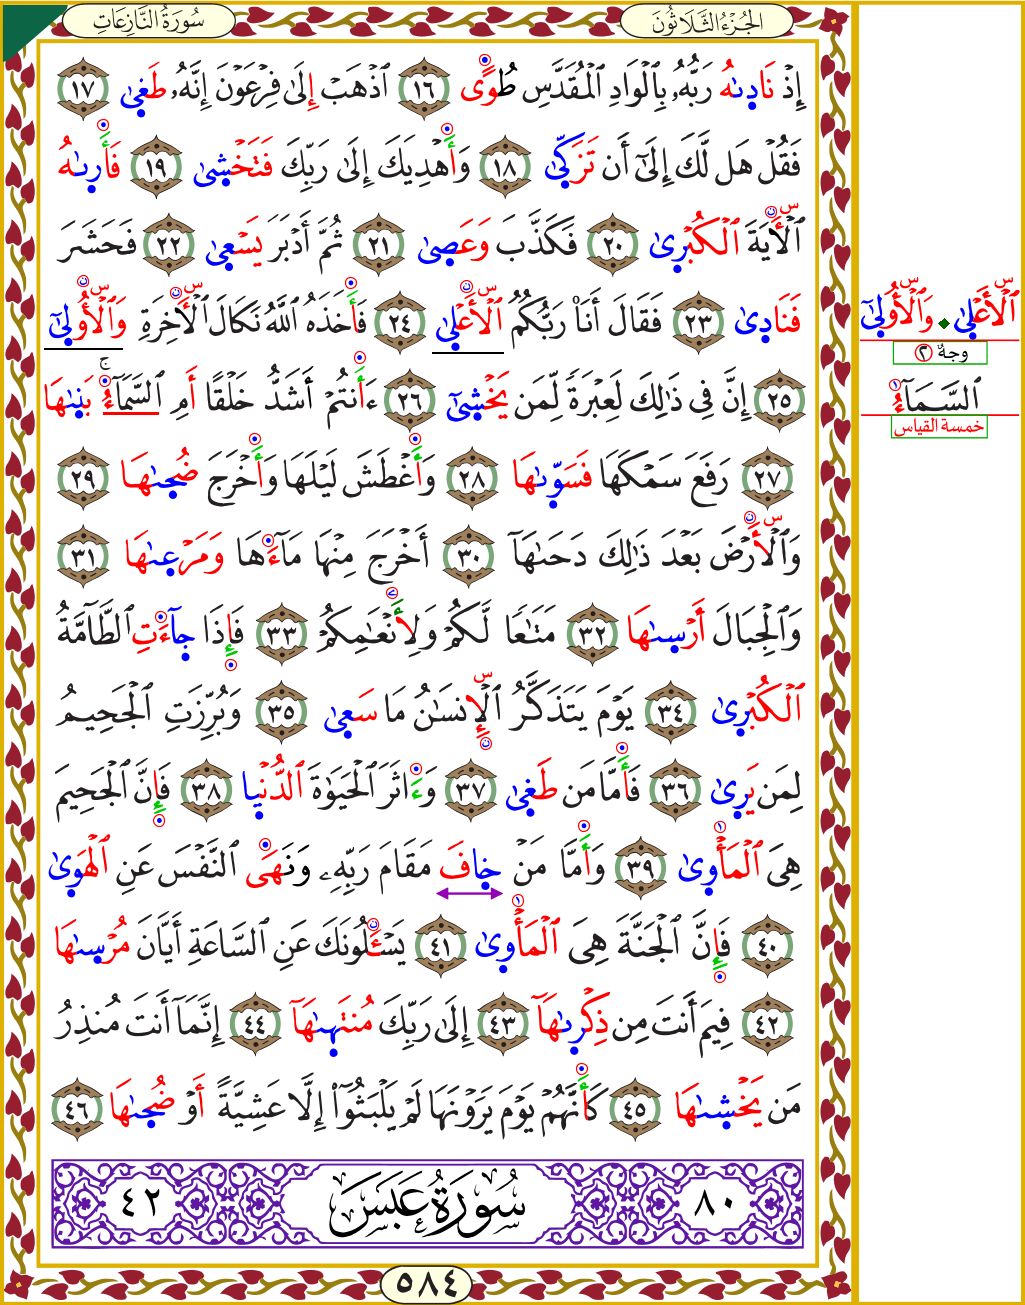 سُورَةُ النَّازِعَاتِ
الجُزْءُ الثَّلَاثُونَ
إِذْ نَادِىٰهُ رَبُّهُۥ بِٱلْوَادِ ٱلْمُقَدَّسِ طُوًى ١٦ ٱذْهَبْ إِلَىٰ فِرْعَوْنَ إِنَّهُۥ طَغِىٰ ١٧
فَقُلْ هَل لَّكَ إِلَىٰٓ أَن تَزَكِّىٰ ١٨ وَأَهْدِيَكَ إِلَىٰ رَبِّكَ فَتَخْشِىٰ ١٩ فَأَرِىٰهُ
ٱلْأَيَةَ ٱلْكُبْرِىٰ ٢٠ فَكَذَّبَ وَعَصِىٰ ٢١ ثُمَّ أَدْبَرَ يَسْعِىٰ ٢٢ فَحَشَرَ
فَنَادِىٰ ٢٣ فَقَالَ أَنَا۠ رَبُّكُمُ ٱلْأَعْلِىٰ ٢٤ فَأَخَذَهُ ٱللَّهُ نَكَالَ ٱلْأَخِرَةِ وَٱلْأُولِىٰٓ
٢٥ إِنَّ فِى ذَٰلِكَ لَعِبْرَةً لِّمَن يَخْشِىٰٓ ٢٦ ءَأَنتُمْ أَشَدُّ خَلْقًا أَمِ ٱلسَّمَآءُ ۚ بَنِىٰهَا
٢٧ رَفَعَ سَمْكَهَا فَسَوِّىٰهَا ٢٨ وَأَغْطَشَ لَيْلَهَا وَأَخْرَجَ ضُحِىٰهَا ٢٩
وَٱلْأَرْضَ بَعْدَ ذَٰلِكَ دَحَىٰهَآ ٣٠ أَخْرَجَ مِنْهَا مَآءَهَا وَمَرْعِىٰهَا ٣١
وَٱلْجِبَالَ أَرْسِىٰهَا ٣٢ مَتَٰعًا لَّكُمْ وَلِأَنْعَٰمِكُمْ ٣٣ فَإِذَا جِآءَتِ ٱلطَّآمَّةُ
ٱلْكُبْرِىٰ ٣٤ يَوْمَ يَتَذَكَّرُ ٱلْإِنسَٰنُ مَا سَعِىٰ ٣٥ وَبُرِّزَتِ ٱلْجَحِيمُ
لِمَن يَرِىٰ ٣٦ فَأَمَّا مَن طَغِىٰ ٣٧ وَءَاثَرَ ٱلْحَيَوٰةَ ٱلدُّنْيِا ٣٨ فَإِنَّ ٱلْجَحِيمَ
هِىَ ٱلْمَأْوِىٰ ٣٩ وَأَمَّا مَنْ خِافَ مَقَامَ رَبِّهِۦ وَنَهَى ٱلنَّفْسَ عَنِ ٱلْهَوِىٰ
٤٠ فَإِنَّ ٱلْجَنَّةَ هِىَ ٱلْمَأْوِىٰ ٤١ يَسْـَٔلُونَكَ عَنِ ٱلسَّاعَةِ أَيَّانَ مُرْسِىٰهَا
٤٢ فِيمَ أَنتَ مِن ذِكْرِىٰهَآ ٤٣ إِلَىٰ رَبِّكَ مُنتَهِىٰهَآ ٤٤ إِنَّمَآ أَنتَ مُنذِرُ
مَن يَخْشِىٰهَا ٤٥ كَأَنَّهُمْ يَوْمَ يَرَوْنَهَا لَمْ يَلْبَثُوٓا۟ إِلَّا عَشِيَّةً أَوْ ضُحِىٰهَا ٤٦
٨٠ سُورَةُ عَبَسَ ٤٢
٥٨٤
ٱلْأَعْلِىٰ ◆ وَٱلْأُولِىٰٓ
وجهٌ ٢
ٱلسَّمَآءُ
خمسة القياس